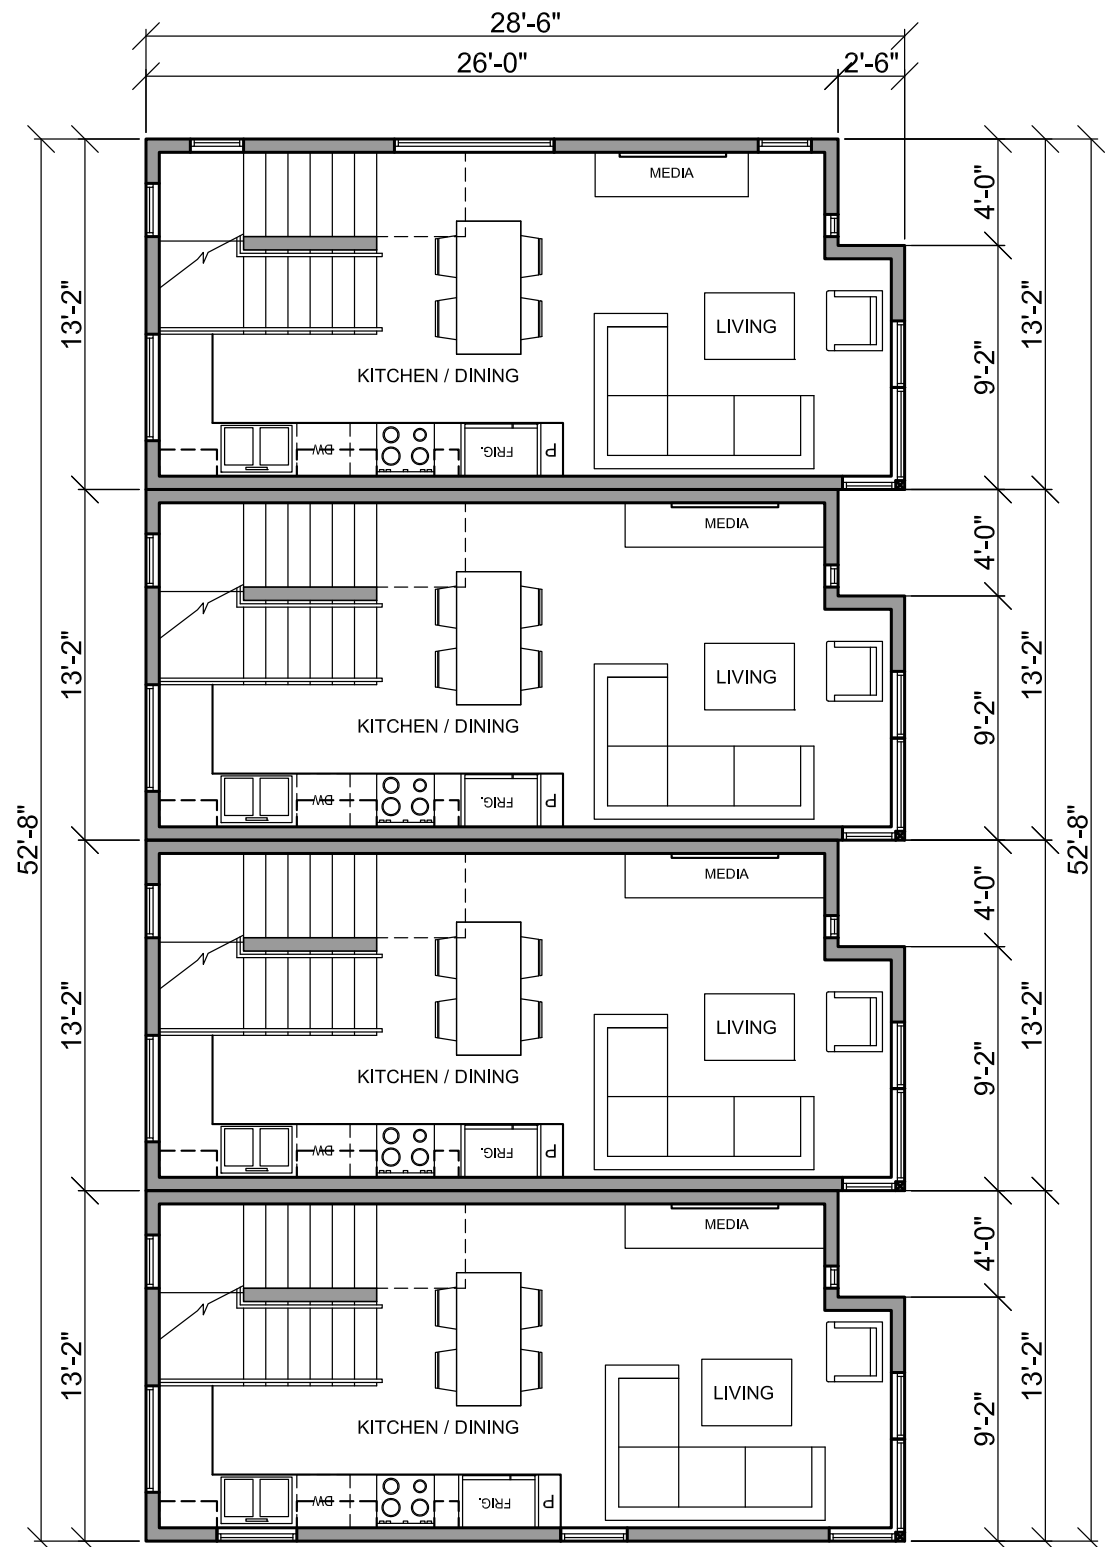 28'-6"
26'-0"
2'-6"
MEDIA
4'-0"
13'-2"
13'-2"
9'-2"
LIVING
KITCHEN / DINING
DW
FRIG.
P
MEDIA
4'-0"
13'-2"
13'-2"
9'-2"
LIVING
KITCHEN / DINING
DW
FRIG.
P
52'-8"
52'-8"
MEDIA
4'-0"
13'-2"
13'-2"
9'-2"
LIVING
KITCHEN / DINING
DW
FRIG.
P
MEDIA
4'-0"
13'-2"
13'-2"
9'-2"
LIVING
KITCHEN / DINING
DW
FRIG.
P